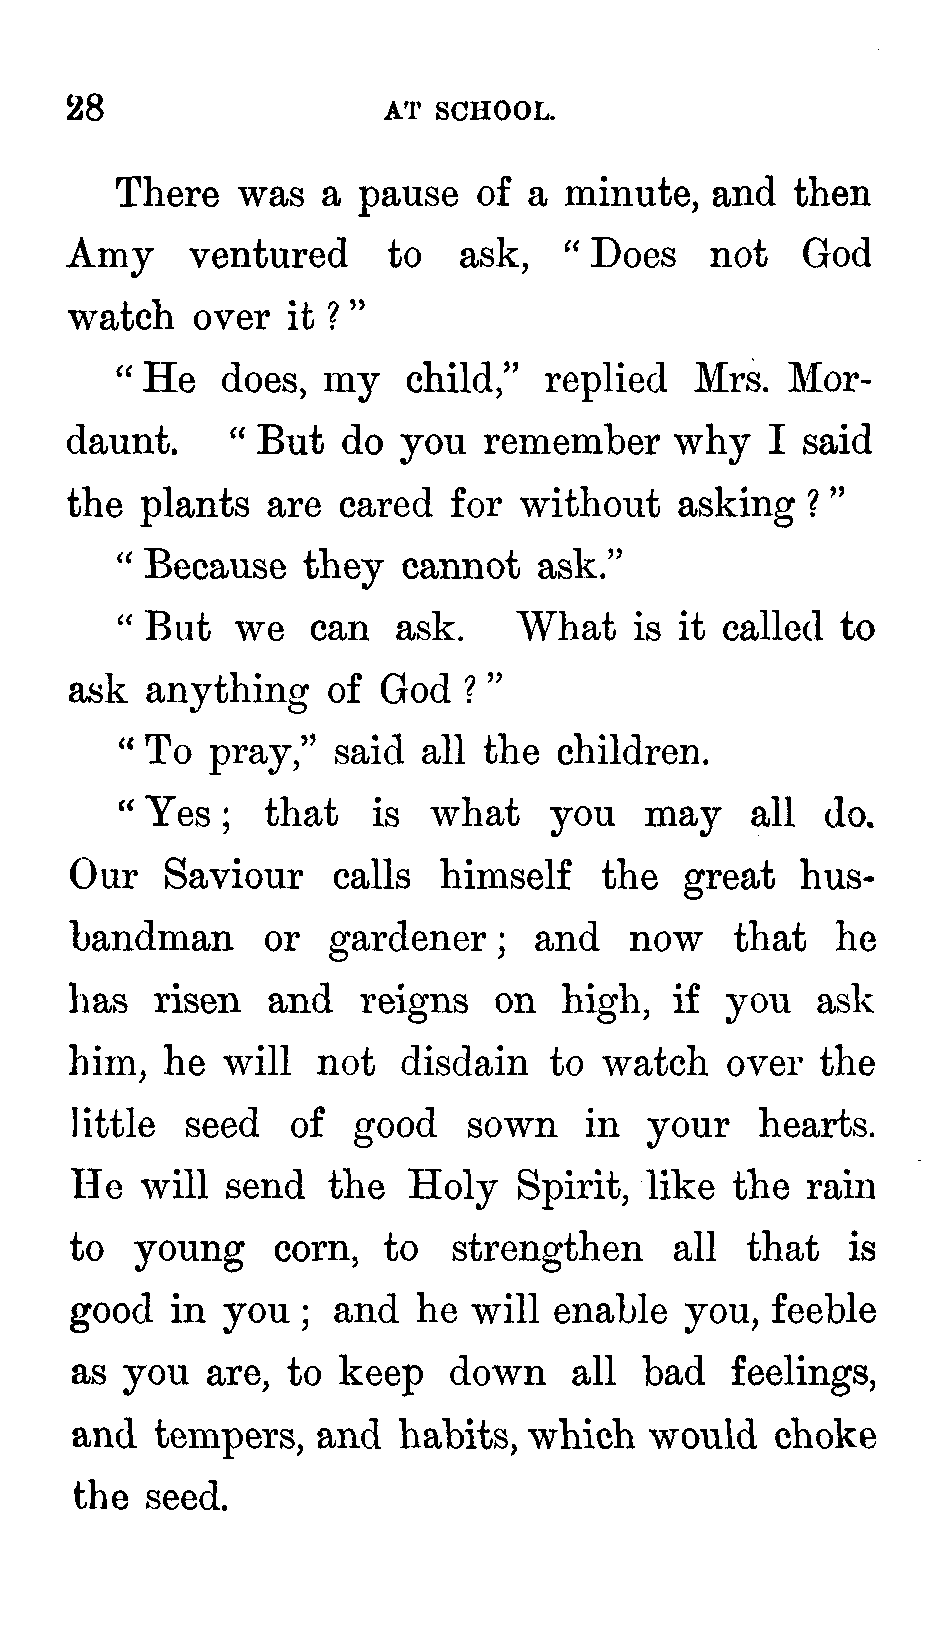 28 AT SCHOOL.
There was a pause of a minute, and then
Amy ventured to ask, “Does not God
watch over it?”
“He does, my child,” replied Mrs. Mor-
daunt. “But do you remember why I said
the plants are cared for without asking?”
“Because they cannot ask.”
“But we can ask. What is it called to
ask anything of God?”
“To pray,” said all the children.
“Yes; that is what you may all do.
Our Saviour calls himself the great hus-
bandman or gardener; and now that he
has risen and reigns on high, if you ask
him, he will not disdain to watch over the
little seed of good sown in your hearts.
He will send the Holy Spirit, like the rain
to young corn, to strengthen all that is
good in you; and he will enable you, feeble
as you are, to keep down all bad feelings,
and tempers, and habits, which would choke
the seed.